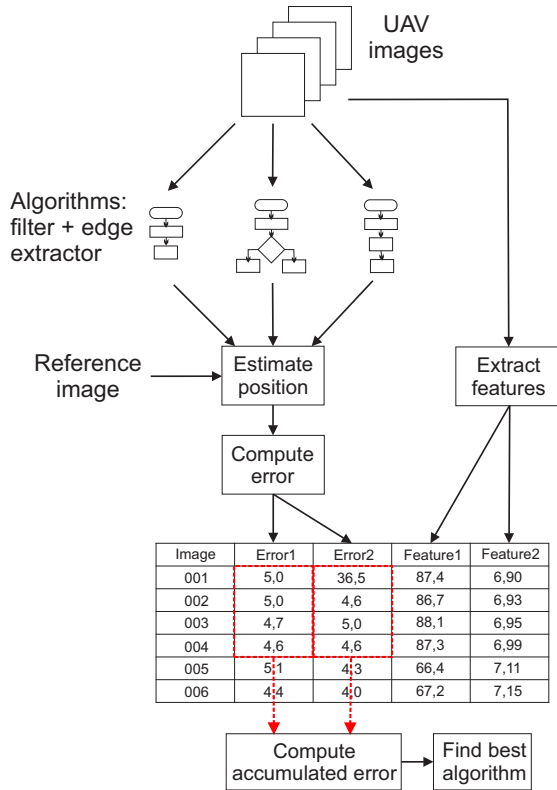 UAV
images
Algorithms:
filter + edge
extractor
Reference
image
Estimate
position
Extract
features
Compute
error
Image Error1 Error2 Feature1 Feature2
001 5,0 36,5 87,4 6,90
002 5,0 4,6 86,7 6,93
003 4,7 5,0 88,1 6,95
004 4,6 4,6 87,3 6,99
005 5,1 4,3 66,4 7,11
006 4,4 4,0 67,2 7,15
Compute
accumulated error
Find best
algorithm